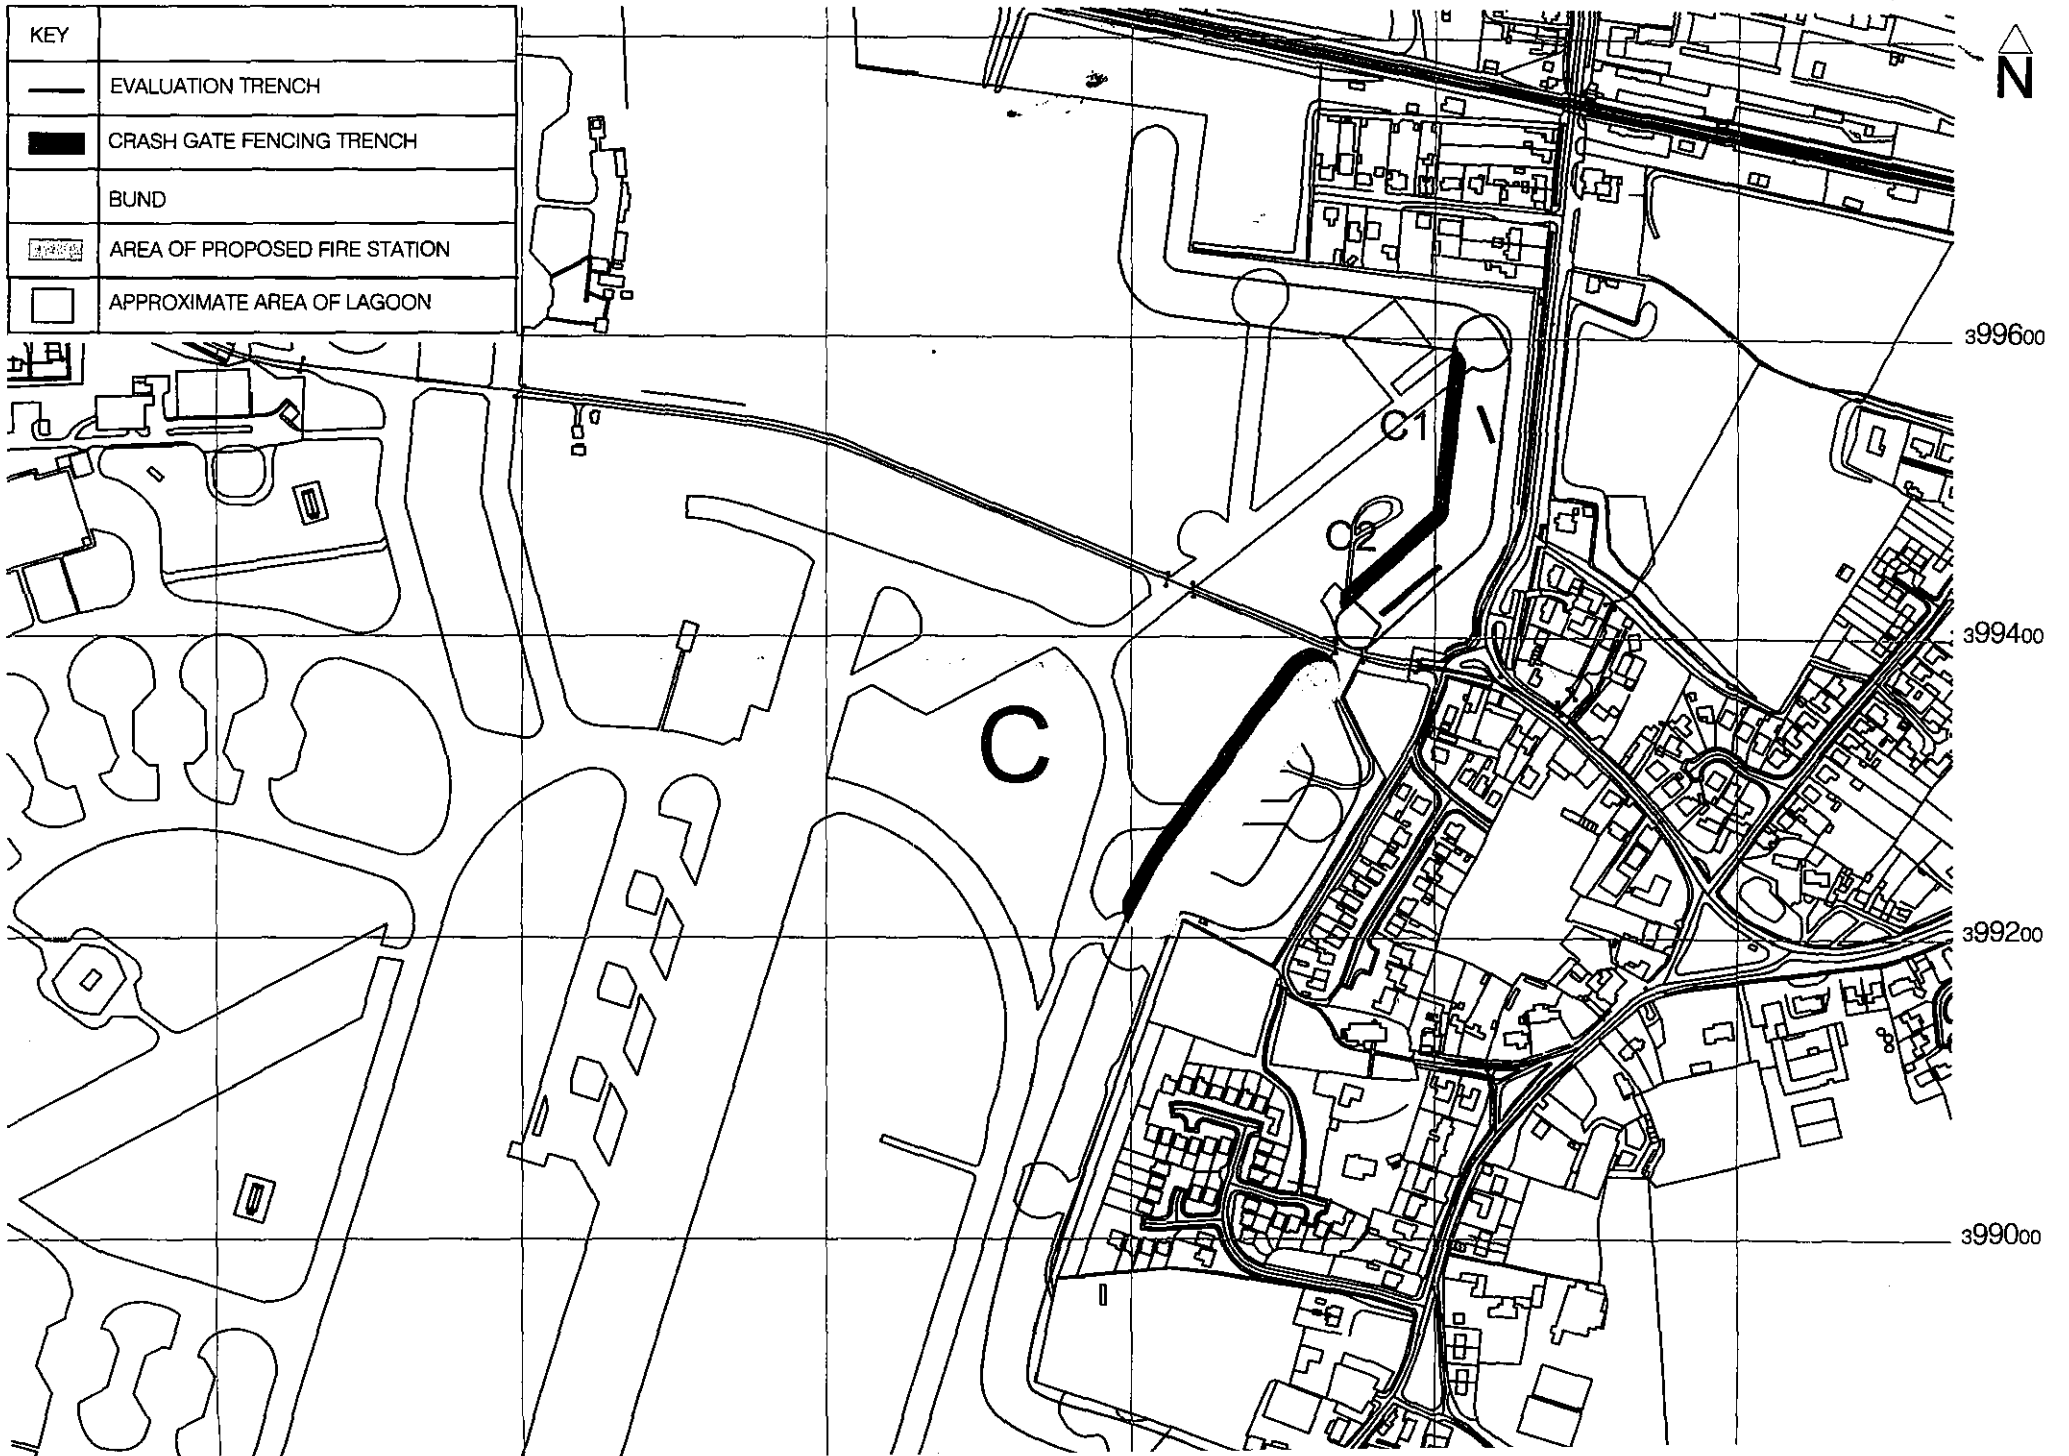 KEY
EVALUATION TRENCH
CRASH GATE FENCING TRENCH
BUND
AREA OF PROPOSED FIRE STATION
APPROXIMATE AREA OF LAGOON
N
399600
C1
C2
399400
C
399200
399000